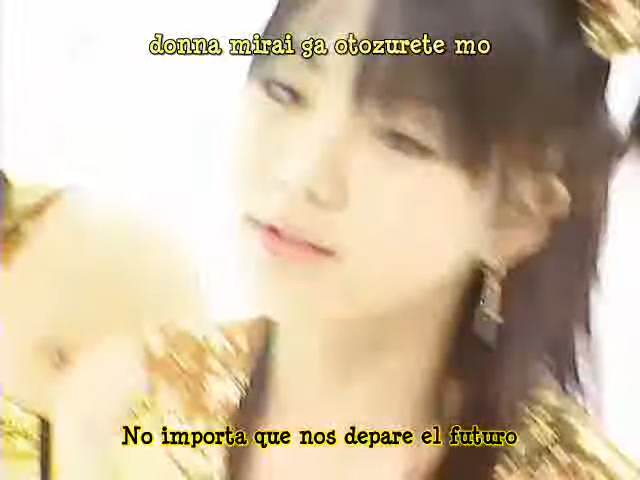 donna mirai ga otozurete mo
No importa que nos depare el futuro